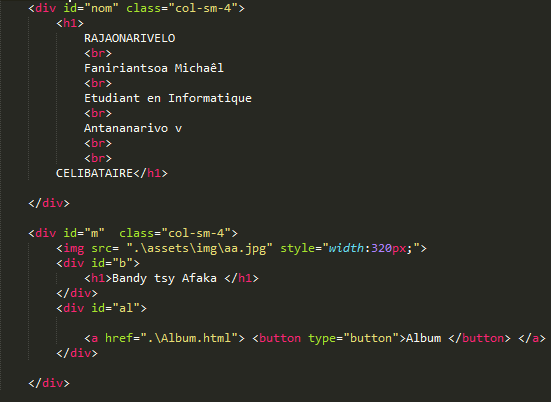 <div id="nom" class="col-sm-4">
<h1>
RAJAONARIVELO
<br>
Faniriantsoa Michaêl
<br>
Etudiant en Informatique
<br>
Antananarivo v
<br>
<br>
CELIBATAIRE</h1>
</div>
<div id="m"  class="col-sm-4">
<img src= ".\assets\img\aa.jpg" style="width:320px;">
<div id="b">
<h1>Bandy tsy Afaka </h1>
</div>
<div id="al">
<a href=".\Album.html"> <button type="button">Album </button> </a>
</div>
</div>